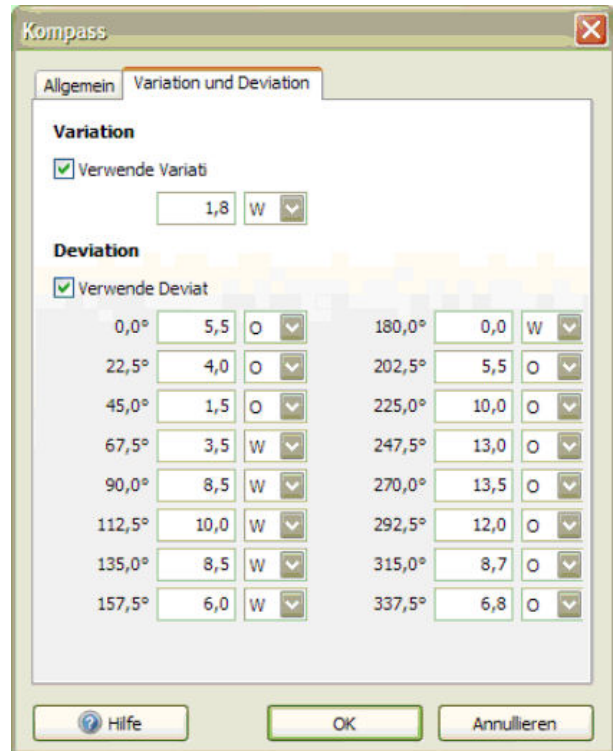 Kompass
Allgemein Variation und Deviation
Variation
Verwende Variati
1,8 W
Deviation
Verwende Deviat
0,0° 5,5 O 180,0° 0,0 W
22,5° 4,0 O 202,5° 5,5 O
45,0° 1,5 O 225,0° 10,0 O
67,5° 3,5 W 247,5° 13,0 O
90,0° 8,5 W 270,0° 13,5 O
112,5° 10,0 W 292,5° 12,0 O
135,0° 8,5 W 315,0° 8,7 O
157,5° 6,0 W 337,5° 6,8 O
Hilfe OK Annullieren